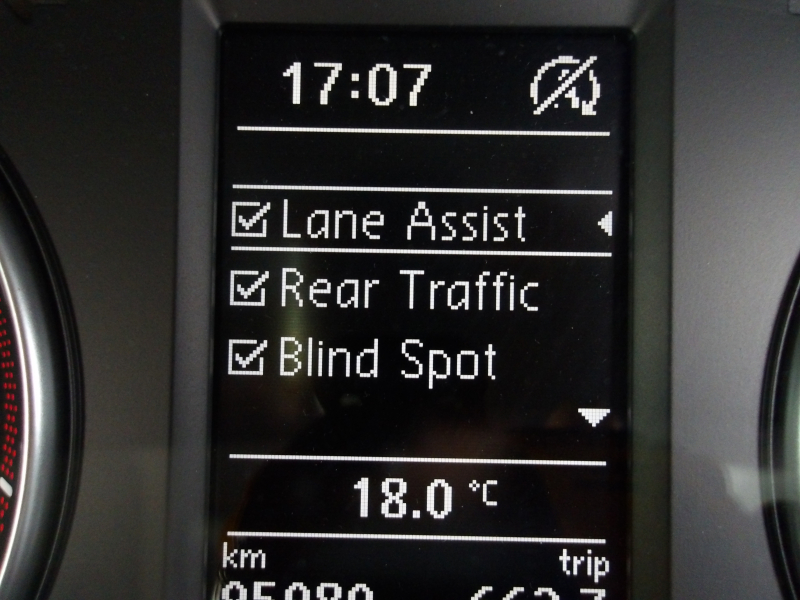 17:07
Lane Assist
Rear Traffic
Blind Spot
18.0 °C
km trip